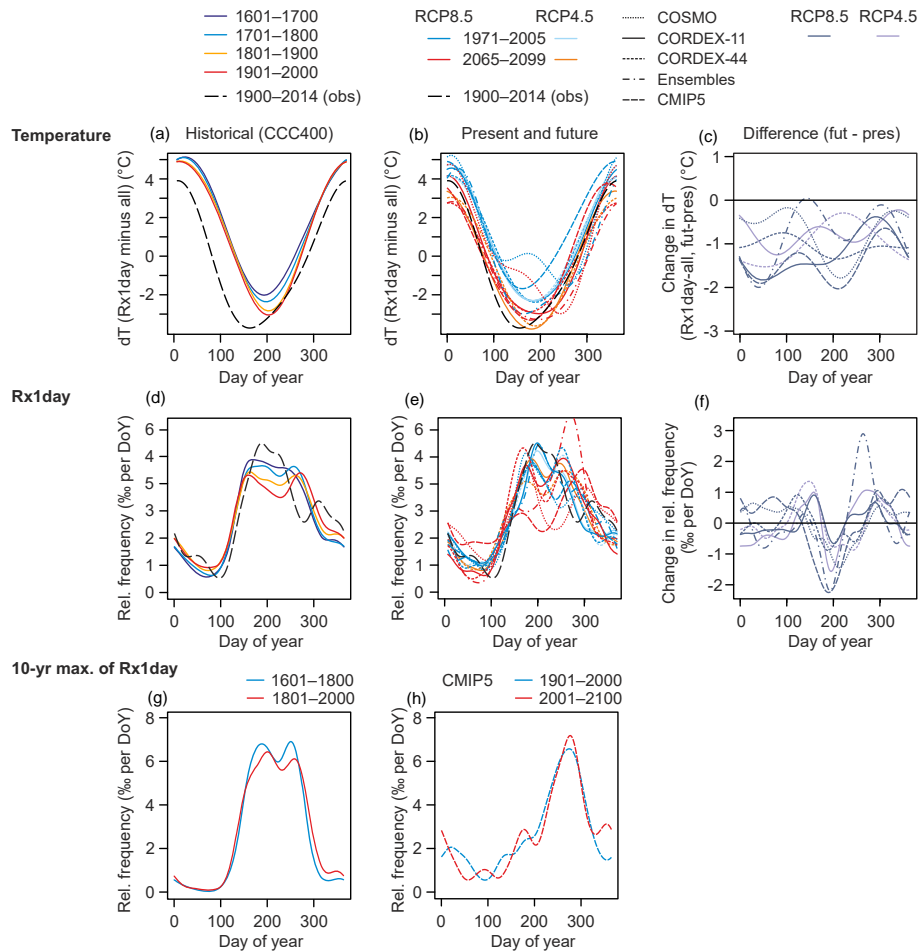 1601–1700
1701–1800
1801–1900
1901–2000
1900–2014 (obs)
RCP8.5 RCP4.5
1971–2005
2065–2099
1900–2014 (obs)
COSMO
CORDEX-11
CORDEX-44
Ensembles
CMIP5
RCP8.5 RCP4.5
Temperature
(a) Historical (CCC400)
dT (Rx1day minus all) (°C)
4
2
0
-2
0 100 200 300
Day of year
(b) Present and future
dT (Rx1day minus all) (°C)
4
2
0
-2
0 100 200 300
Day of year
(c) Difference (fut - pres)
Change in dT
(Rx1day-all, fut-pres) (°C)
1
0
-1
-2
-3
0 100 200 300
Day of year
Rx1day
(d)
Rel. frequency (‰ per DoY)
6
4
5
3
2
1
0
0 100 200 300
Day of year
(e)
Rel. frequency (‰ per DoY)
6
4
5
3
2
1
0
0 100 200 300
Day of year
(f)
Change in rel. frequency
(‰ per DoY)
3
2
1
0
-1
-2
0 100 200 300
Day of year
10-yr max. of Rx1day
(g)
1601–1800
1801–2000
Rel. frequency (‰ per DoY)
8
6
4
2
0
0 100 200 300
Day of year
(h) CMIP5
1901–2000
2001–2100
Rel. frequency (‰ per DoY)
8
6
4
2
0
0 100 200 300
Day of year